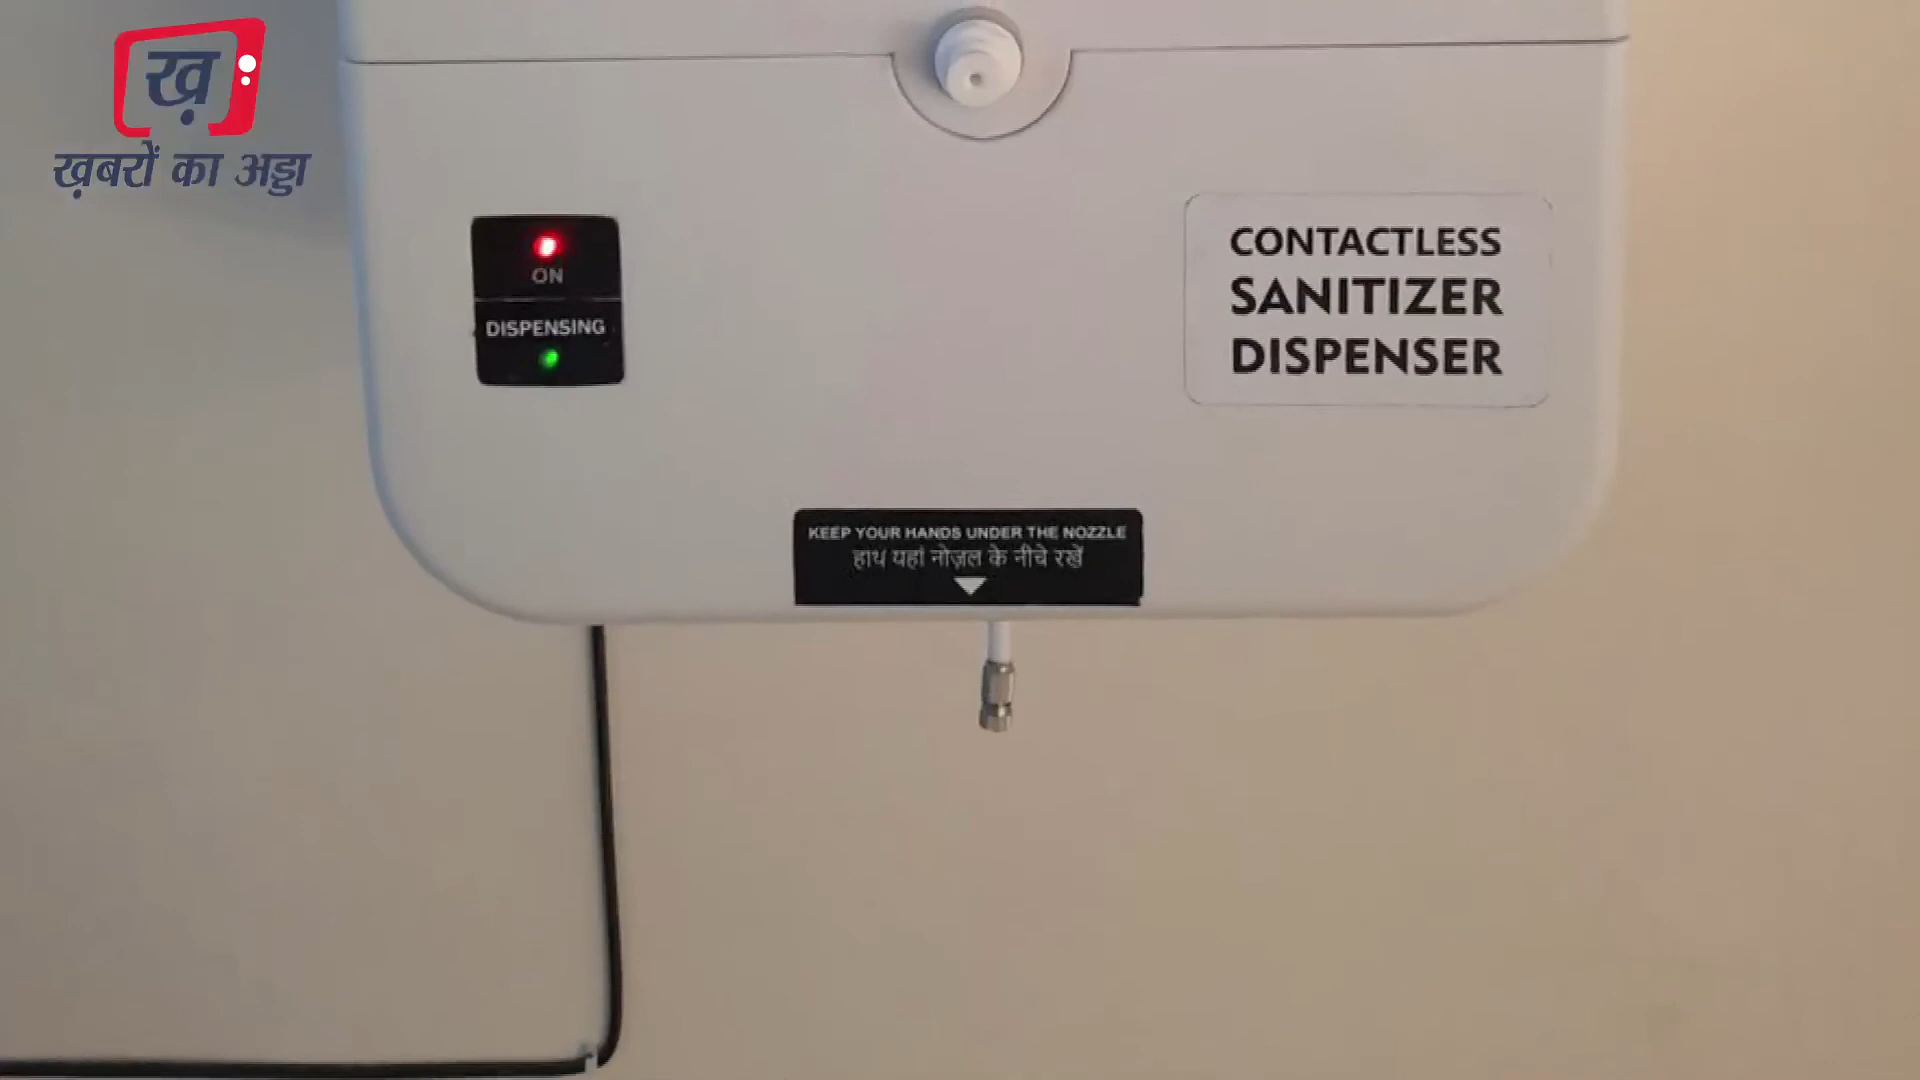 ख़
ख़बरों का अड्डा
ON
DISPENSING
CONTACTLESS
SANITIZER
DISPENSER
KEEP YOUR HANDS UNDER THE NOZZLE
हाथ यहां नोज़ल के नीचे रखें